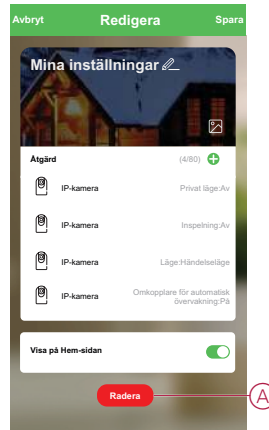 Avbryt Redigera Spara
Mina inställningar
Åtgärd (4/80)
IP-kamera Privat läge:Av
IP-kamera Inspelning:Av
IP-kamera Läge:Händelseläge
IP-kamera Omkopplare för automatisk
övervakning:På
Visa på Hem-sidan
Radera A